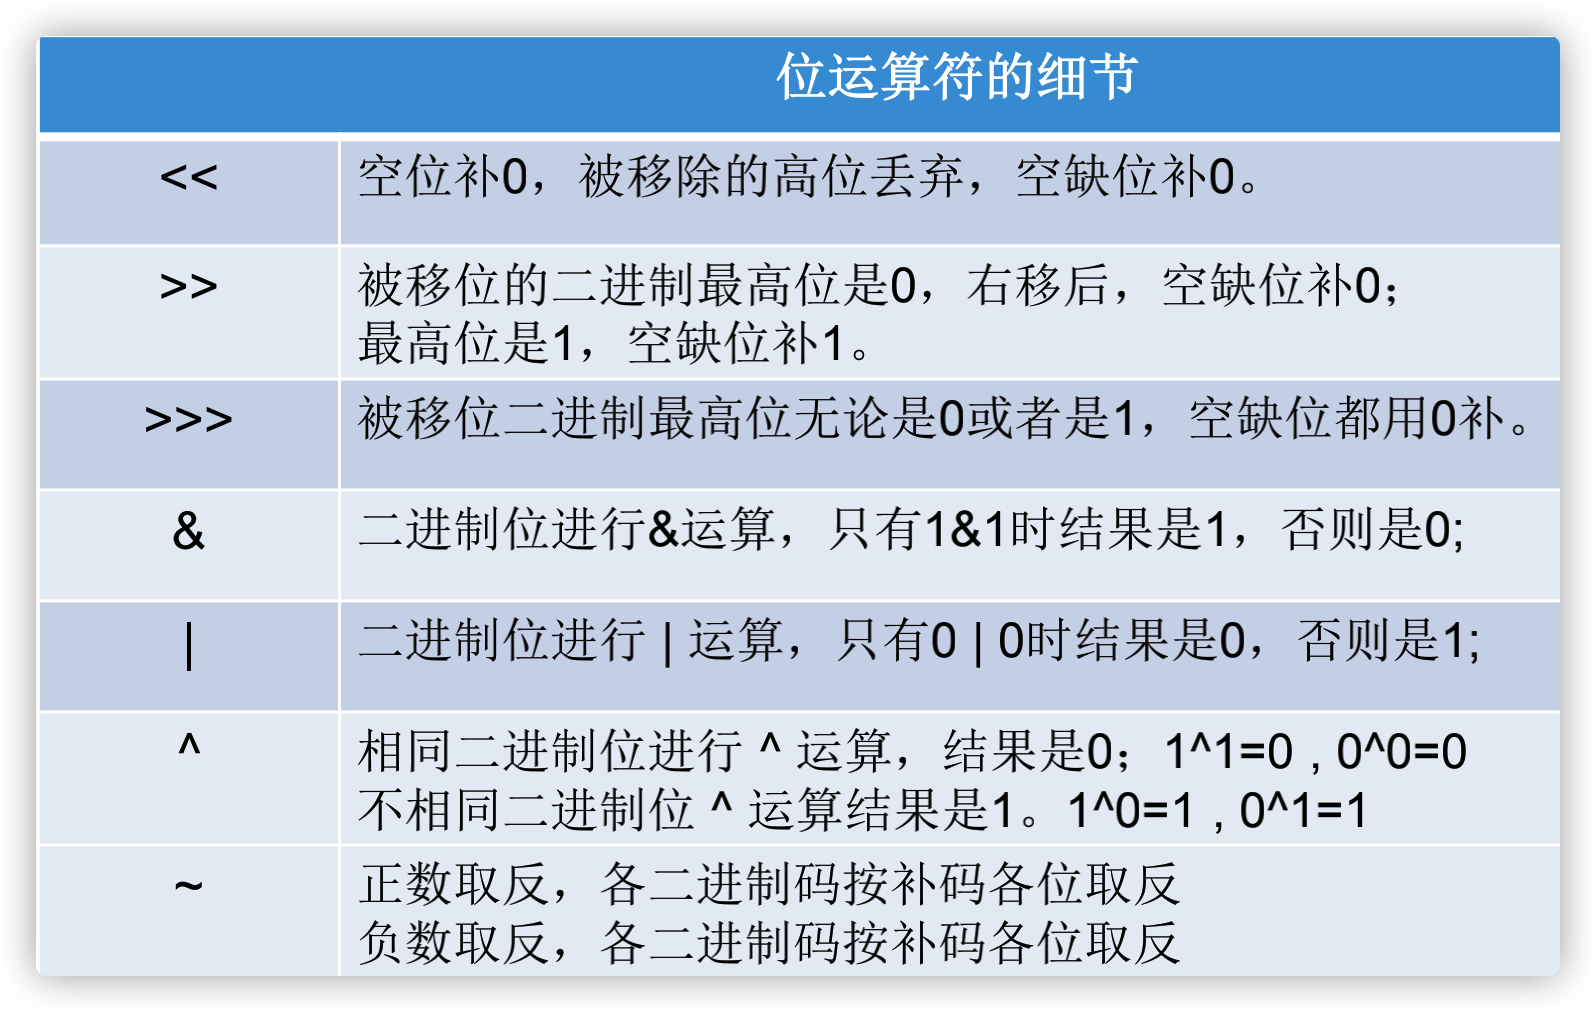 位运算符的细节
<< 空位补0，被移除的高位丢弃，空缺位补0。
>> 被移位的二进制最高位是0，右移后，空缺位补0；
最高位是1，空缺位补1。
>>> 被移位二进制最高位无论是0或者是1，空缺位都用0补。
& 二进制位进行&运算，只有1&1时结果是1，否则是0;
| 二进制位进行 | 运算，只有0 | 0时结果是0，否则是1;
^ 相同二进制位进行 ^ 运算，结果是0；1^1=0 , 0^0=0
不相同二进制位 ^ 运算结果是1。1^0=1 , 0^1=1
~ 正数取反，各二进制码按补码各位取反
负数取反，各二进制码按补码各位取反